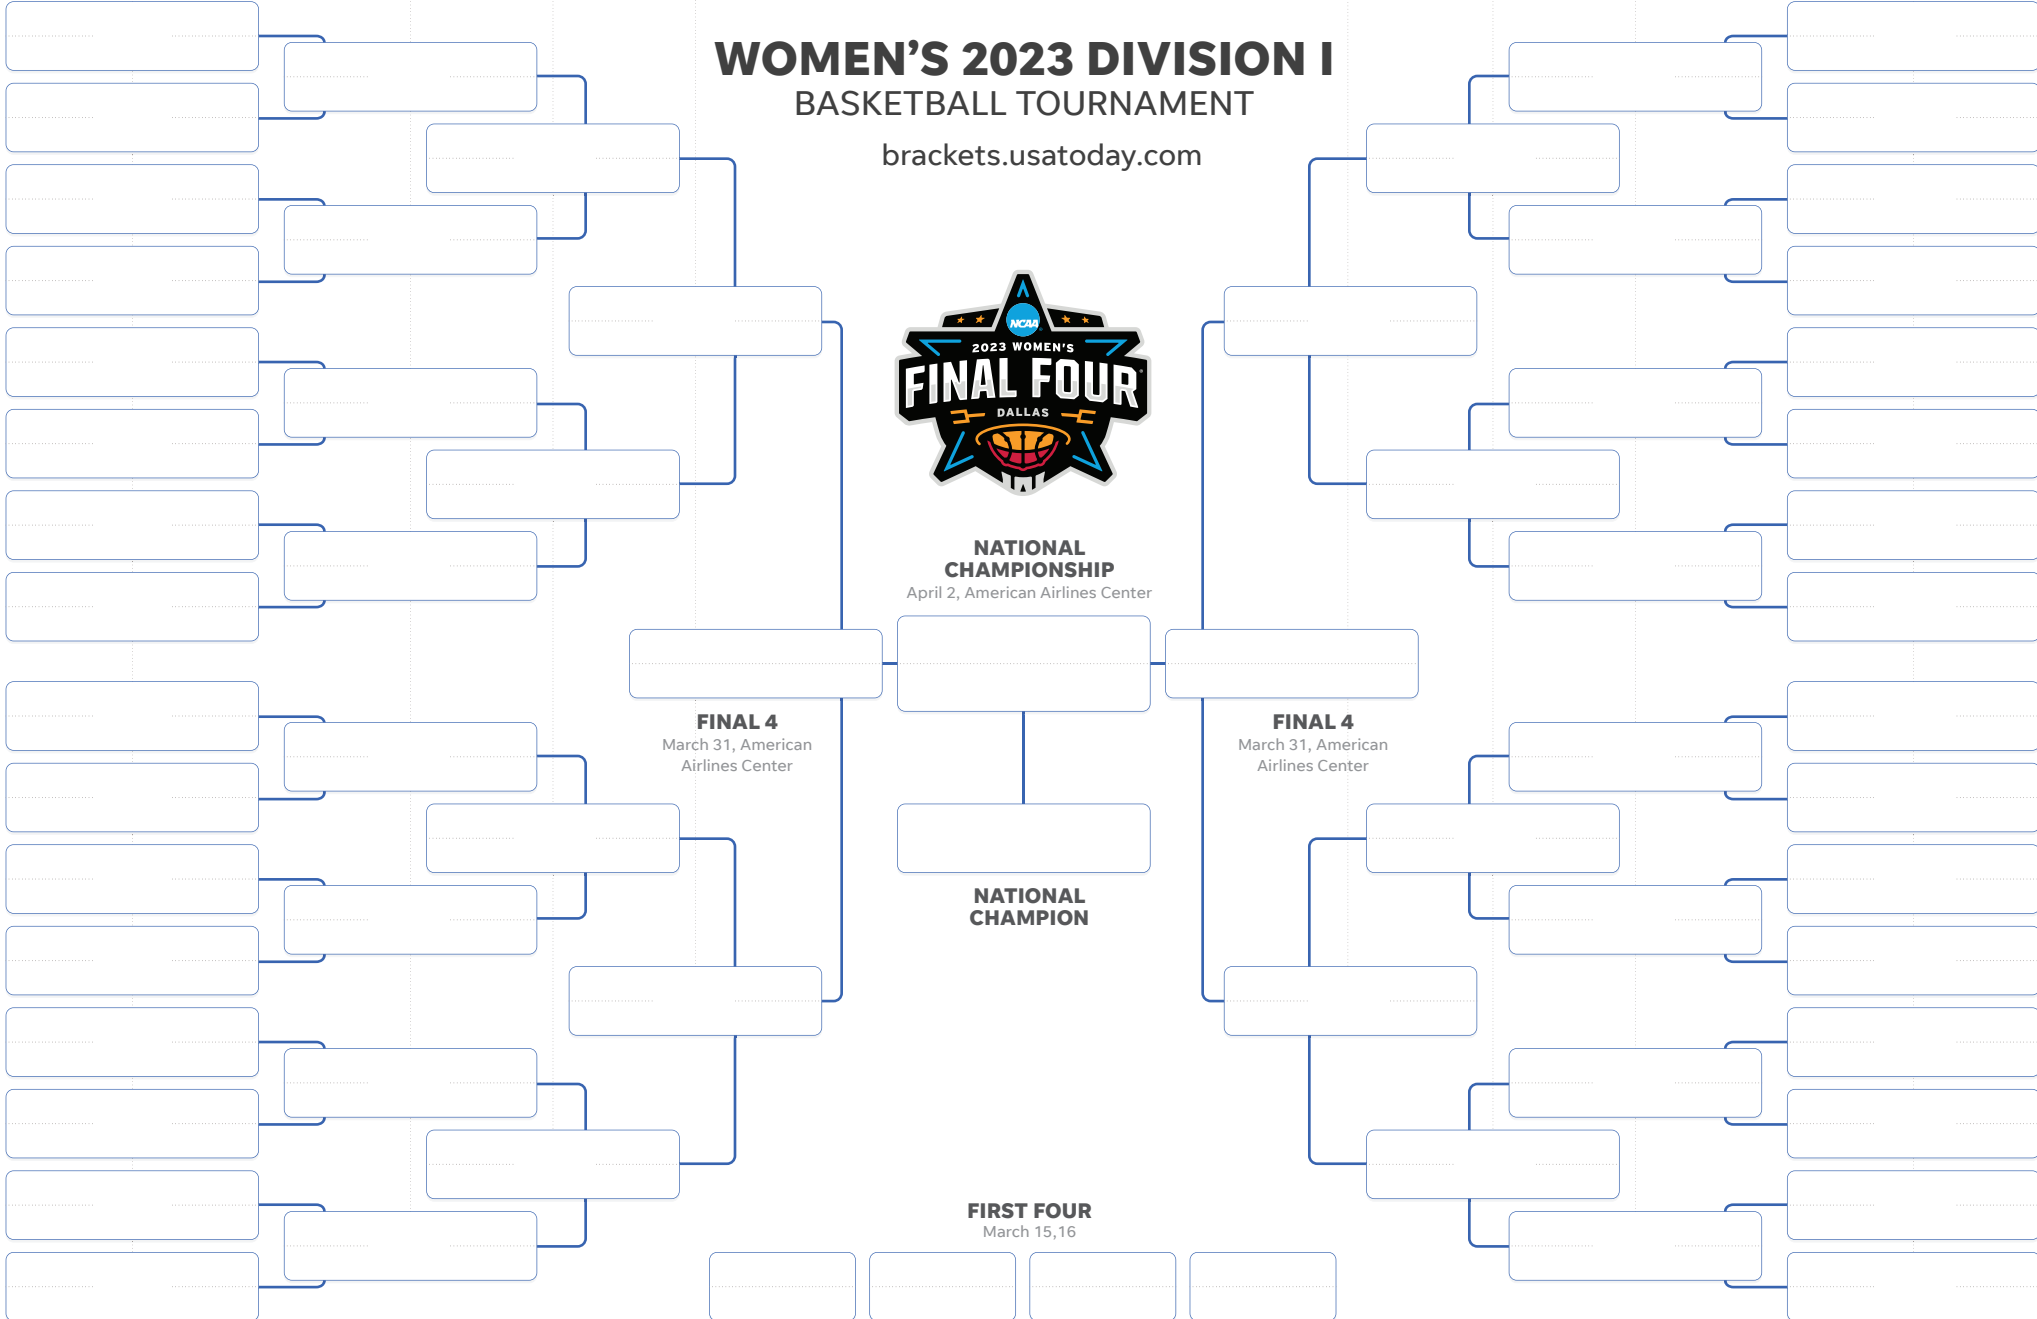 WOMEN'S 2023 DIVISION I
BASKETBALL TOURNAMENT
brackets.usatoday.com
NCAA
2023 WOMEN'S
FINAL FOUR
DALLAS
W
NATIONAL
CHAMPIONSHIP
April 2, American Airlines Center
FINAL 4
March 31, American
Airlines Center
FINAL 4
March 31, American
Airlines Center
NATIONAL
CHAMPION
FIRST FOUR
March 15,16